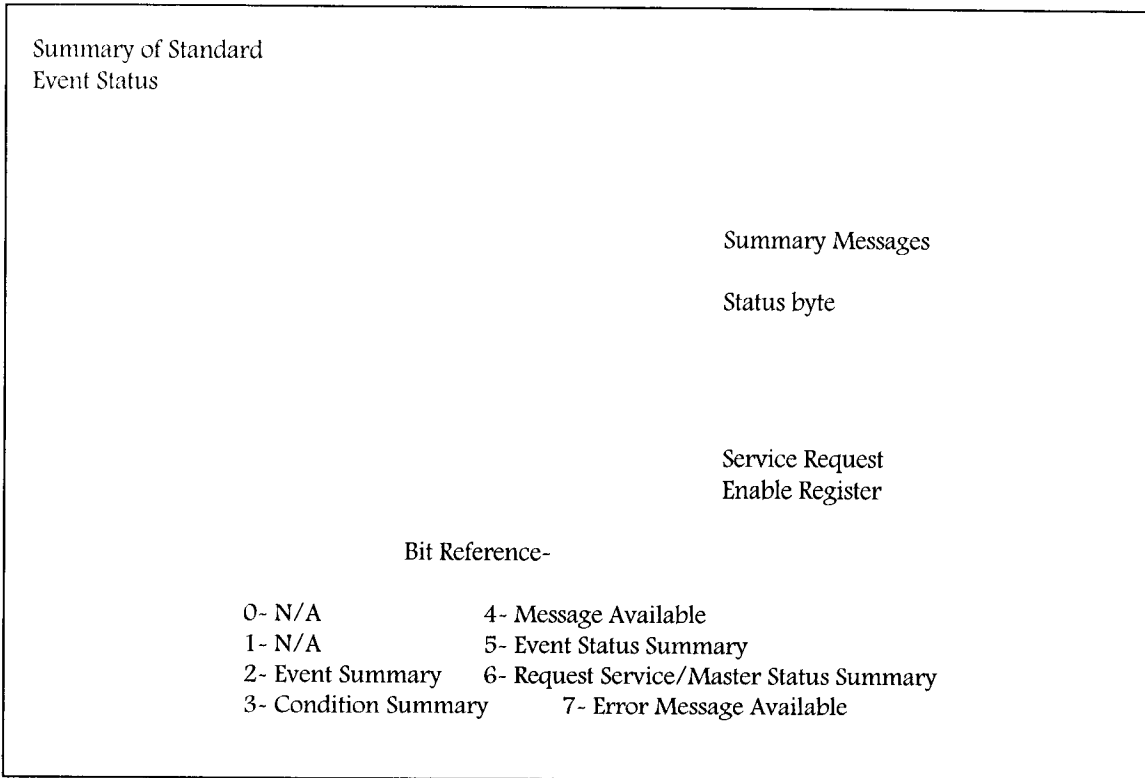 Summary of Standard
Event Status
Summary Messages
Status byte
Service Request
Enable Register
Bit Reference-
0- N/A 4- Message Available
1- N/A 5- Event Status Summary
2- Event Summary 6- Request Service/Master Status Summary
3- Condition Summary 7- Error Message Available